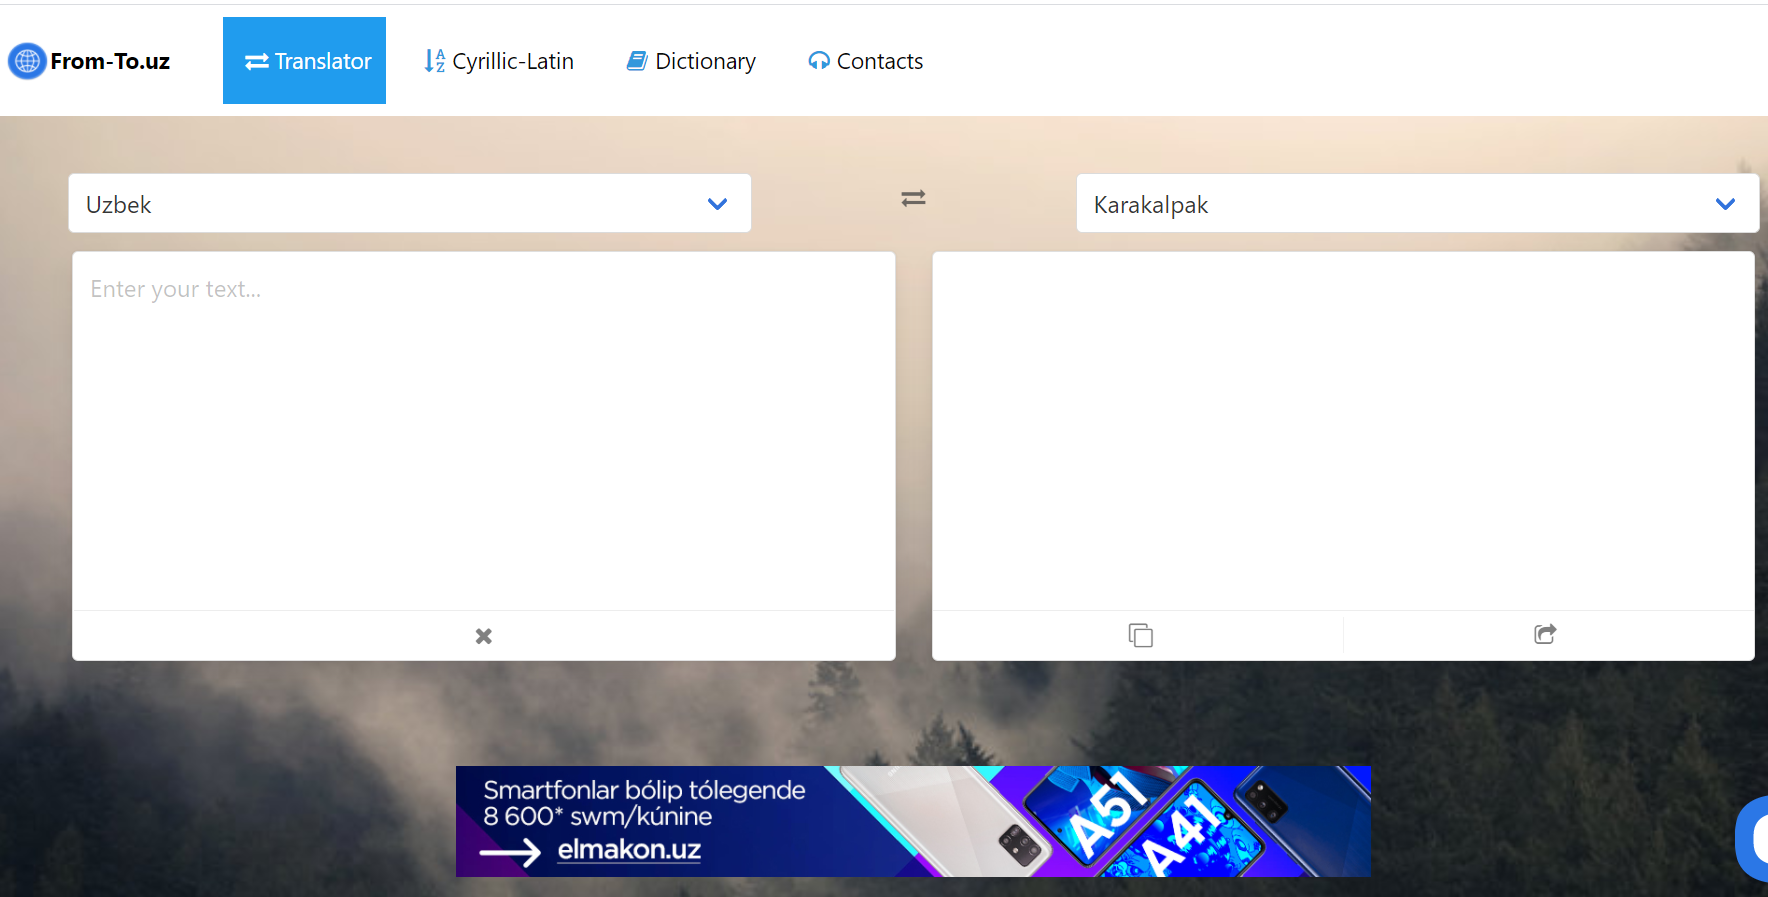 From-To.uz
Translator
Cyrillic-Latin
Dictionary
Contacts
Uzbek
Karakalpak
Enter your text...
Smartfonlar bólip tólegende
8 600* swm/kúnine
elmakon.uz
A51
A41